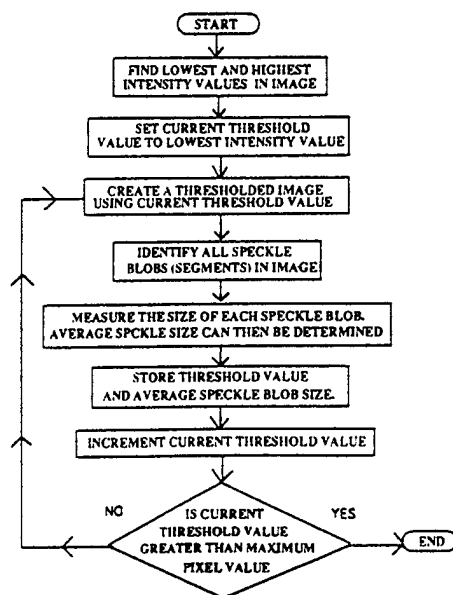 START
FIND LOWEST AND HIGHEST
INTENSITY VALUES IN IMAGE
SET CURRENT THRESHOLD
VALUE TO LOWEST INTENSITY VALUE
CREATE A THRESHOLDED IMAGE
USING CURRENT THRESHOLD VALUE
IDENTIFY ALL SPECKLE
BLOBS (SEGMENTS) IN IMAGE
MEASURE THE SIZE OF EACH SPECKLE BLOB.
AVERAGE SPCKLE SIZE CAN THEN BE DETERMINED
STORE THRESHOLD VALUE
AND AVERAGE SPECKLE BLOB SIZE.
INCREMENT CURRENT THRESHOLD VALUE
NO
IS CURRENT
YES
THRESHOLD VALUE
GREATER THAN MAXIMUM
PIXEL VALUE
END